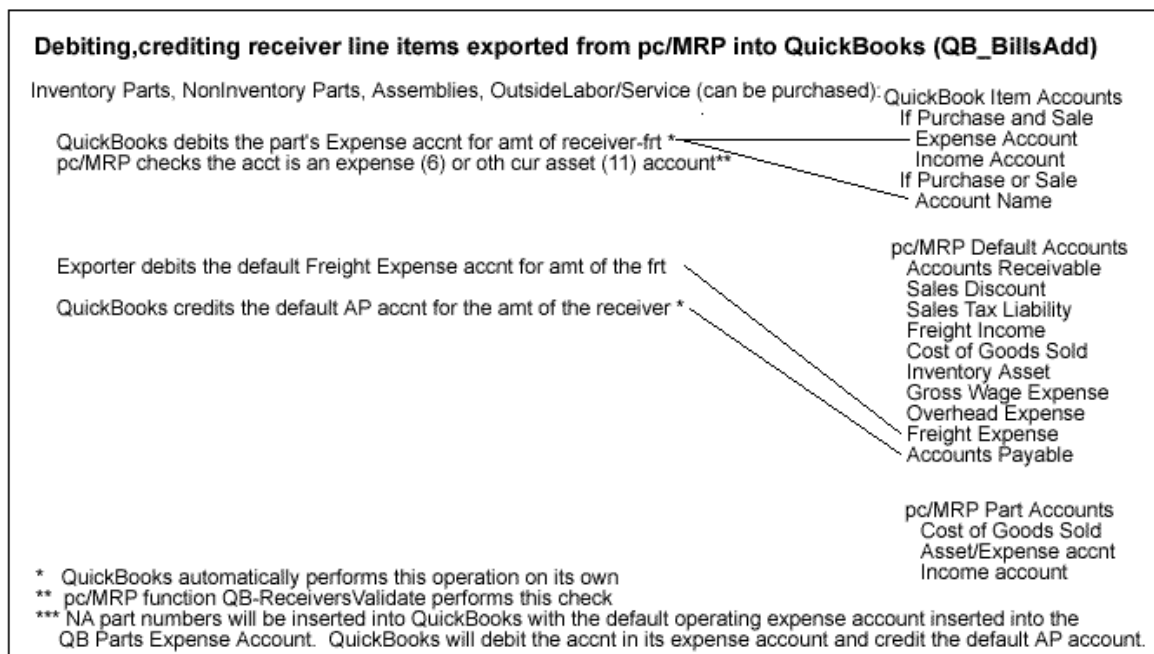 Debiting,crediting receiver line items exported from pc/MRP into QuickBooks (QB_BillsAdd)
Inventory Parts, NonInventory Parts, Assemblies, OutsideLabor/Service (can be purchased):
QuickBook Item Accounts
If Purchase and Sale
Expense Account
Income Account
If Purchase or Sale
Account Name
QuickBooks debits the part's Expense accnt for amt of receiver-frt *
pc/MRP checks the acct is an expense (6) or oth cur asset (11) account**
Exporter debits the default Freight Expense accnt for amt of the frt
QuickBooks credits the default AP accnt for the amt of the receiver *
pc/MRP Default Accounts
Accounts Receivable
Sales Discount
Sales Tax Liability
Freight Income
Cost of Goods Sold
Inventory Asset
Gross Wage Expense
Overhead Expense
Freight Expense
Accounts Payable
pc/MRP Part Accounts
Cost of Goods Sold
Asset/Expense accnt
Income account
* QuickBooks automatically performs this operation on its own
** pc/MRP function QB-ReceiversValidate performs this check
*** NA part numbers will be inserted into QuickBooks with the default operating expense account inserted into the
QB Parts Expense Account. QuickBooks will debit the accnt in its expense account and credit the default AP account.